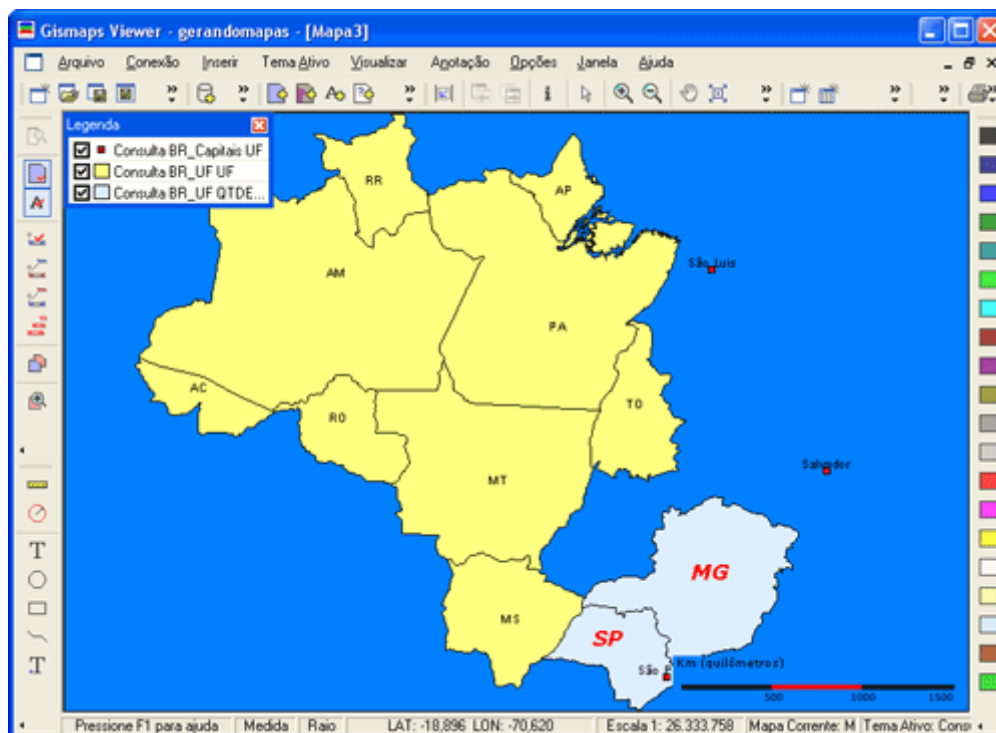 Gismaps Viewer - gerandomapas - [Mapa3]
Arquivo Conexão Inserir Tema Ativo Visualizar Anotação Opções Janela Ajuda
Legenda
Consulta BR_Capitais UF
Consulta BR_UF UF
Consulta BR_UF QTDE...
RR
AP
AM
São Luis
PA
AC
RO
TO
MT
Salvador
MG
MS
SP
São P
Km (quilômetros)
500 1000 1500
Pressione F1 para ajuda Medida Raio LAT: -18,896 LON: -70,620 Escala 1: 26.333.758 Mapa Corrente: M Tema Ativo: Cons